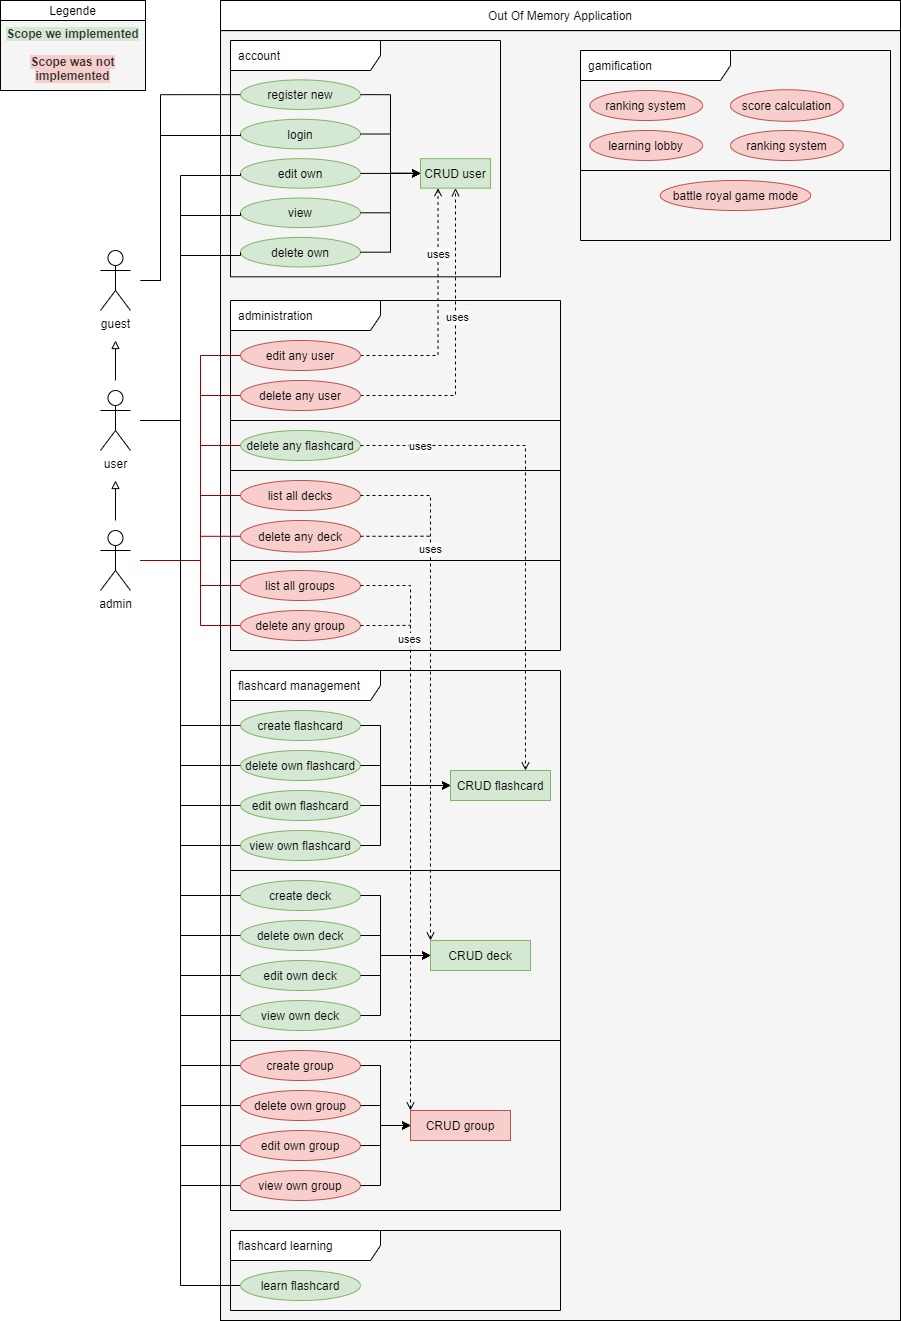 Legende
Scope we implemented
Scope was not
implemented
Out Of Memory Application
account
register new
login
edit own
view
delete own
CRUD user
uses
uses
gamification
ranking system
score calculation
learning lobby
ranking system
battle royal game mode
guest
user
admin
administration
edit any user
delete any user
delete any flashcard
uses
list all decks
delete any deck
uses
list all groups
delete any group
uses
flashcard management
create flashcard
delete own flashcard
edit own flashcard
view own flashcard
CRUD flashcard
create deck
delete own deck
edit own deck
view own deck
CRUD deck
create group
delete own group
edit own group
view own group
CRUD group
flashcard learning
learn flashcard